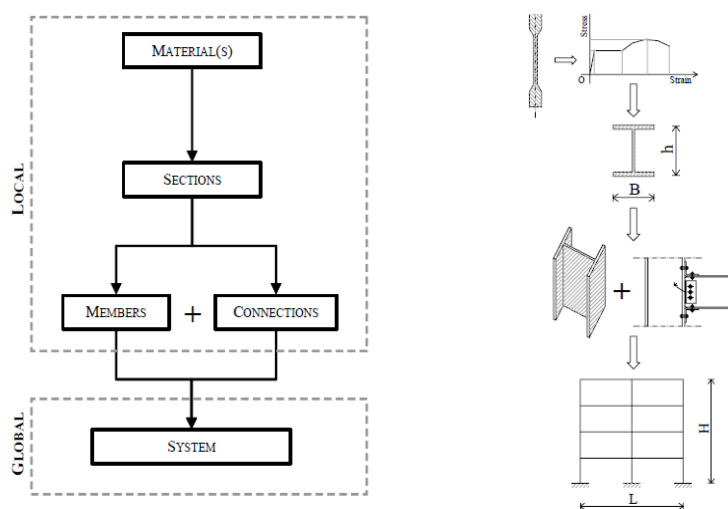 MATERIAL(S)
SECTIONS
LOCAL
MEMBERS
+
CONNECTIONS
GLOBAL
SYSTEM
Stress
O
Strain
h
B
+
H
L